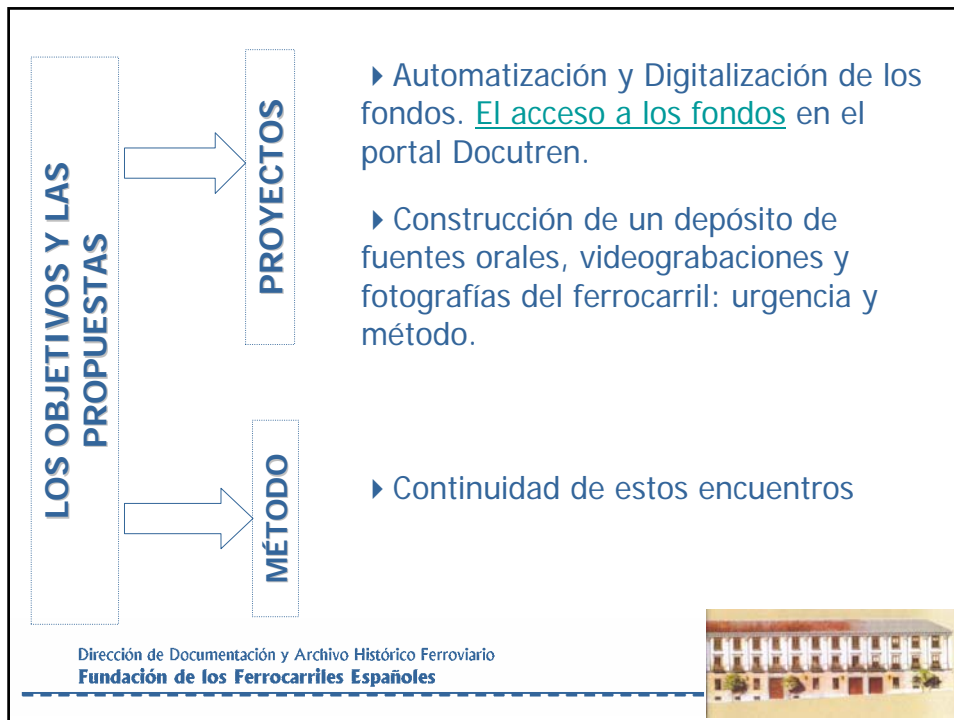 LOS OBJETIVOS Y LAS
PROPUESTAS
PROYECTOS
Automatización y Digitalización de los
fondos. El acceso a los fondos en el
portal Docutren.
Construcción de un depósito de
fuentes orales, videograbaciones y
fotografías del ferrocarril: urgencia y
método.
MÉTODO
Continuidad de estos encuentros
Dirección de Documentación y Archivo Histórico Ferroviario
Fundación de los Ferrocarriles Españoles